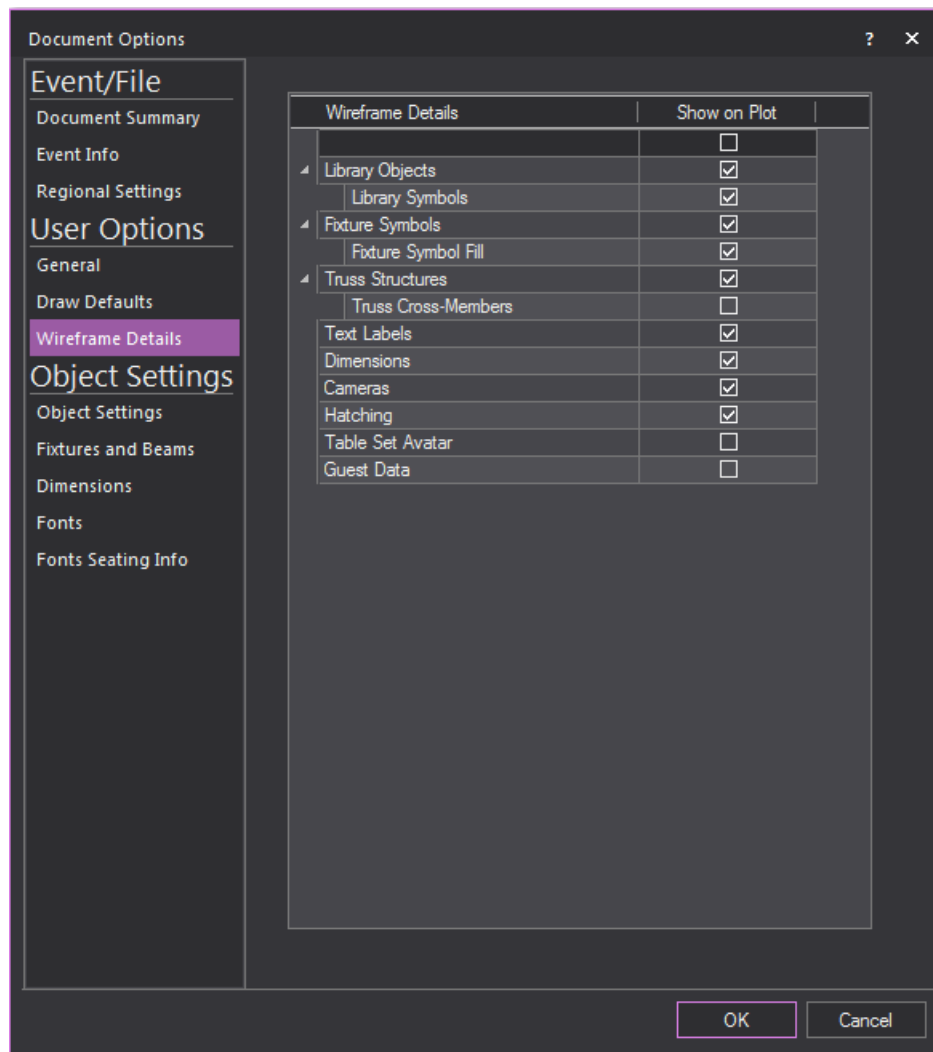 Document Options ? ✕
Event/File
Document Summary
Event Info
Regional Settings
User Options
General
Draw Defaults
Wireframe Details
Object Settings
Object Settings
Fixtures and Beams
Dimensions
Fonts
Fonts Seating Info
Wireframe Details Show on Plot
Library Objects
Library Symbols
Fixture Symbols
Fixture Symbol Fill
Truss Structures
Truss Cross-Members
Text Labels
Dimensions
Cameras
Hatching
Table Set Avatar
Guest Data
OK Cancel